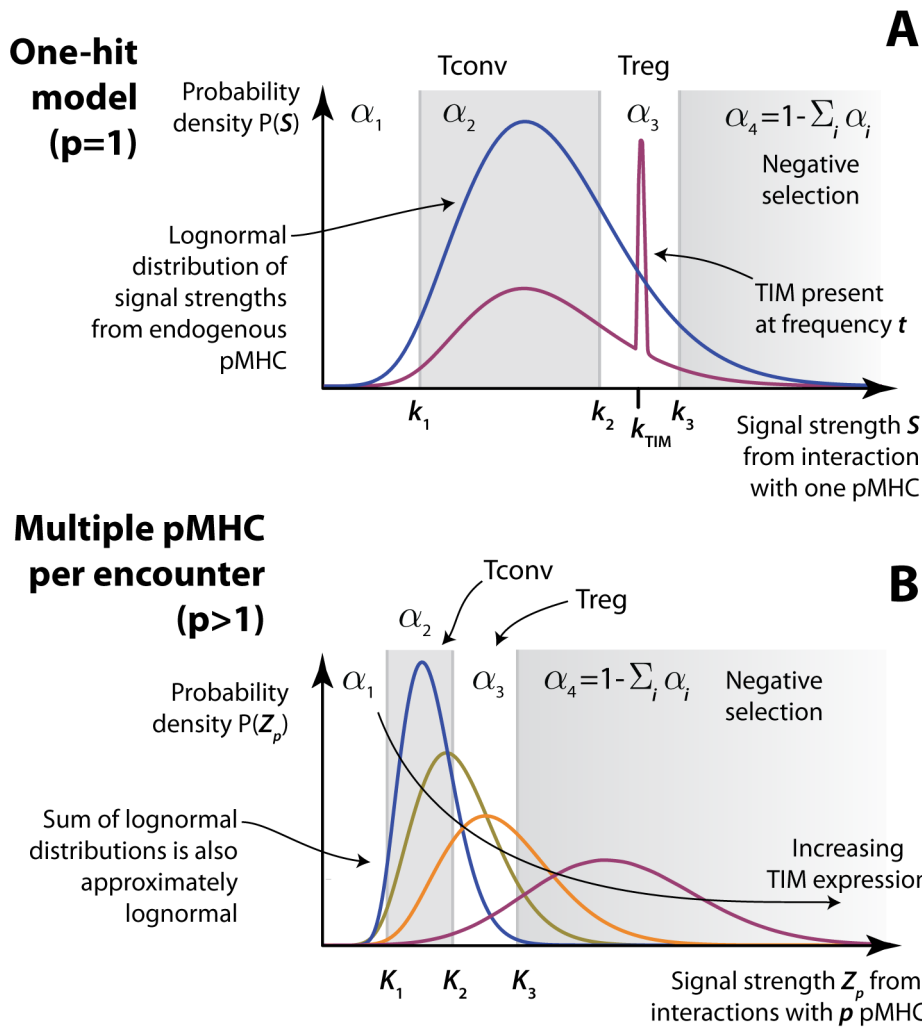 A
One-hit
model
(p=1)
Tconv
Treg
Probability
density P(S)
α1
α2
α3
α4=1-Σi αi
Negative
selection
Lognormal
distribution of
signal strengths
from endogenous
pMHC
TIM present
at frequency t
k1
k2
kTIM
k3
Signal strength S
from interaction
with one pMHC
Multiple pMHC
per encounter
(p>1)
B
Tconv
Treg
α2
Probability
density P(Zp)
α1
α3
α4=1-Σi αi
Negative
selection
Sum of lognormal
distributions is also
approximately
lognormal
Increasing
TIM expression
K1
K2
K3
Signal strength Zp from
interactions with p pMHC